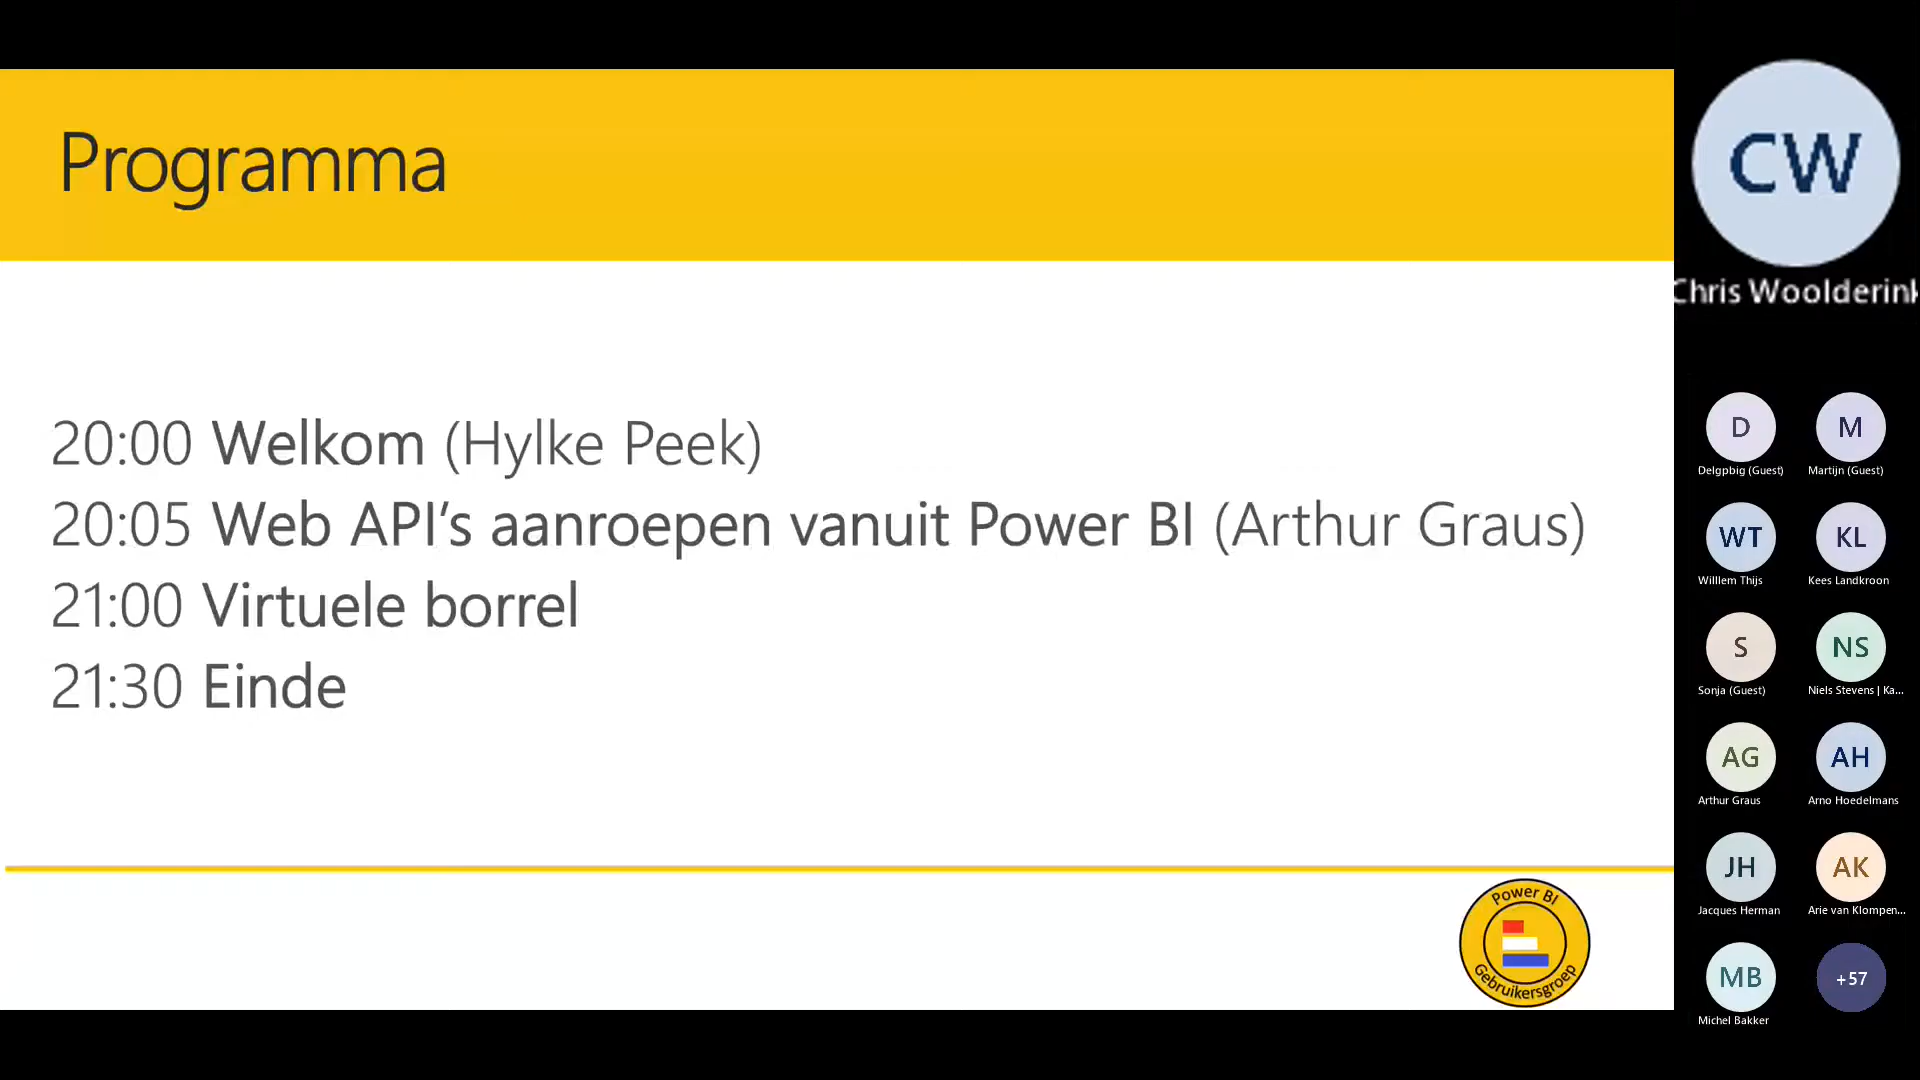 Programma
20:00 Welkom (Hylke Peek)
20:05 Web API's aanroepen vanuit Power BI (Arthur Graus)
21:00 Virtuele borrel
21:30 Einde
Power BI
Gebruikersgroep
CW
Chris Woolderink
D
M
Delgpbig (Guest)
Martijn (Guest)
WT
KL
Willlem Thijs
Kees Landkroon
S
NS
Sonja (Guest)
Niels Stevens | Ka...
AG
AH
Arthur Graus
Arno Hoedelmans
JH
AK
Jacques Herman
Arie van Klompen...
MB
+57
Michel Bakker